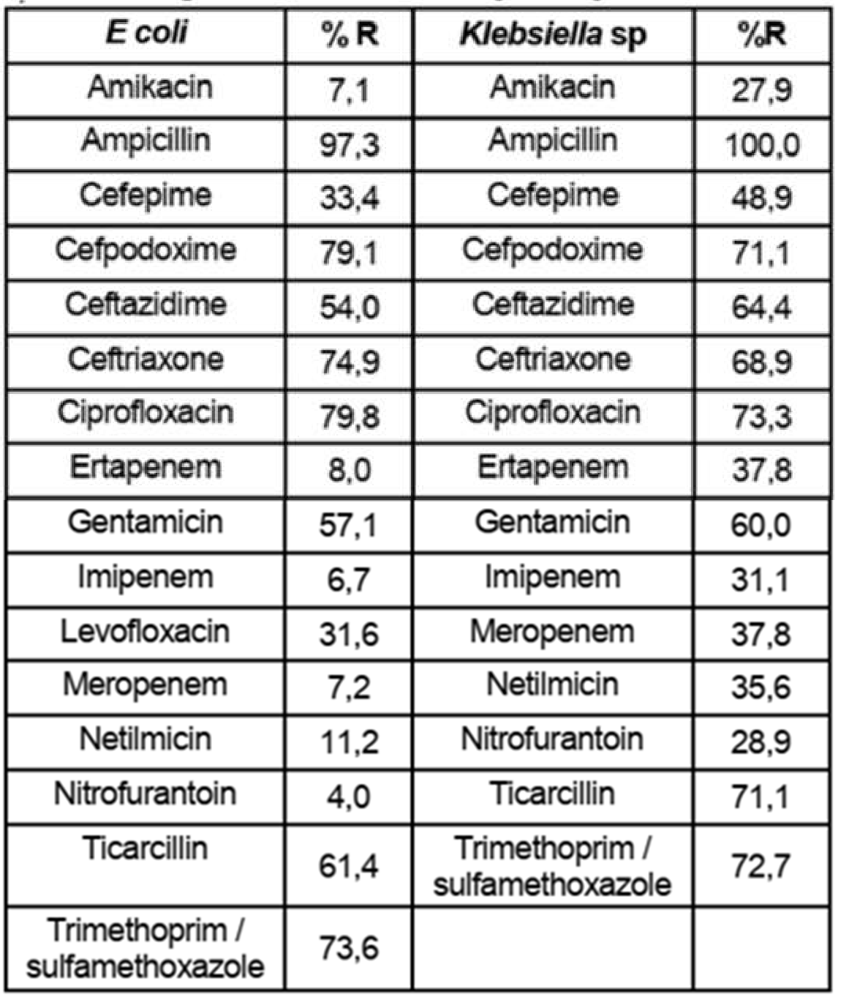 E coli % R Klebsiella sp %R
Amikacin 7,1 Amikacin 27,9
Ampicillin 97,3 Ampicillin 100,0
Cefepime 33,4 Cefepime 48,9
Cefpodoxime 79,1 Cefpodoxime 71,1
Ceftazidime 54,0 Ceftazidime 64,4
Ceftriaxone 74,9 Ceftriaxone 68,9
Ciprofloxacin 79,8 Ciprofloxacin 73,3
Ertapenem 8,0 Ertapenem 37,8
Gentamicin 57,1 Gentamicin 60,0
Imipenem 6,7 Imipenem 31,1
Levofloxacin 31,6 Meropenem 37,8
Meropenem 7,2 Netilmicin 35,6
Netilmicin 11,2 Nitrofurantoin 28,9
Nitrofurantoin 4,0 Ticarcillin 71,1
Ticarcillin 61,4 Trimethoprim /
sulfamethoxazole 72,7
Trimethoprim /
sulfamethoxazole 73,6